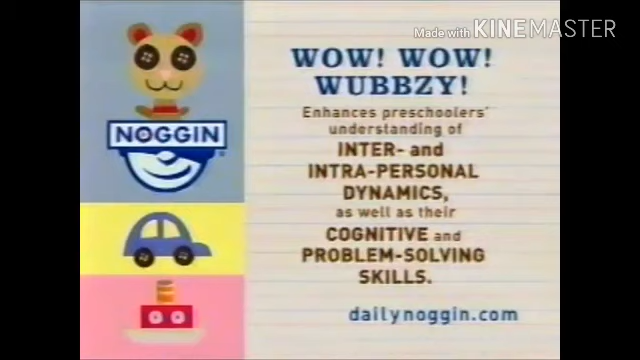 Made with KINEMASTER
WOW! WOW!
WUBBZY!
Enhances preschoolers'
understanding of
INTER- and
INTRA-PERSONAL
DYNAMICS,
as well as their
COGNITIVE and
PROBLEM-SOLVING
SKILLS.
dailynoggin.com
NOGGIN